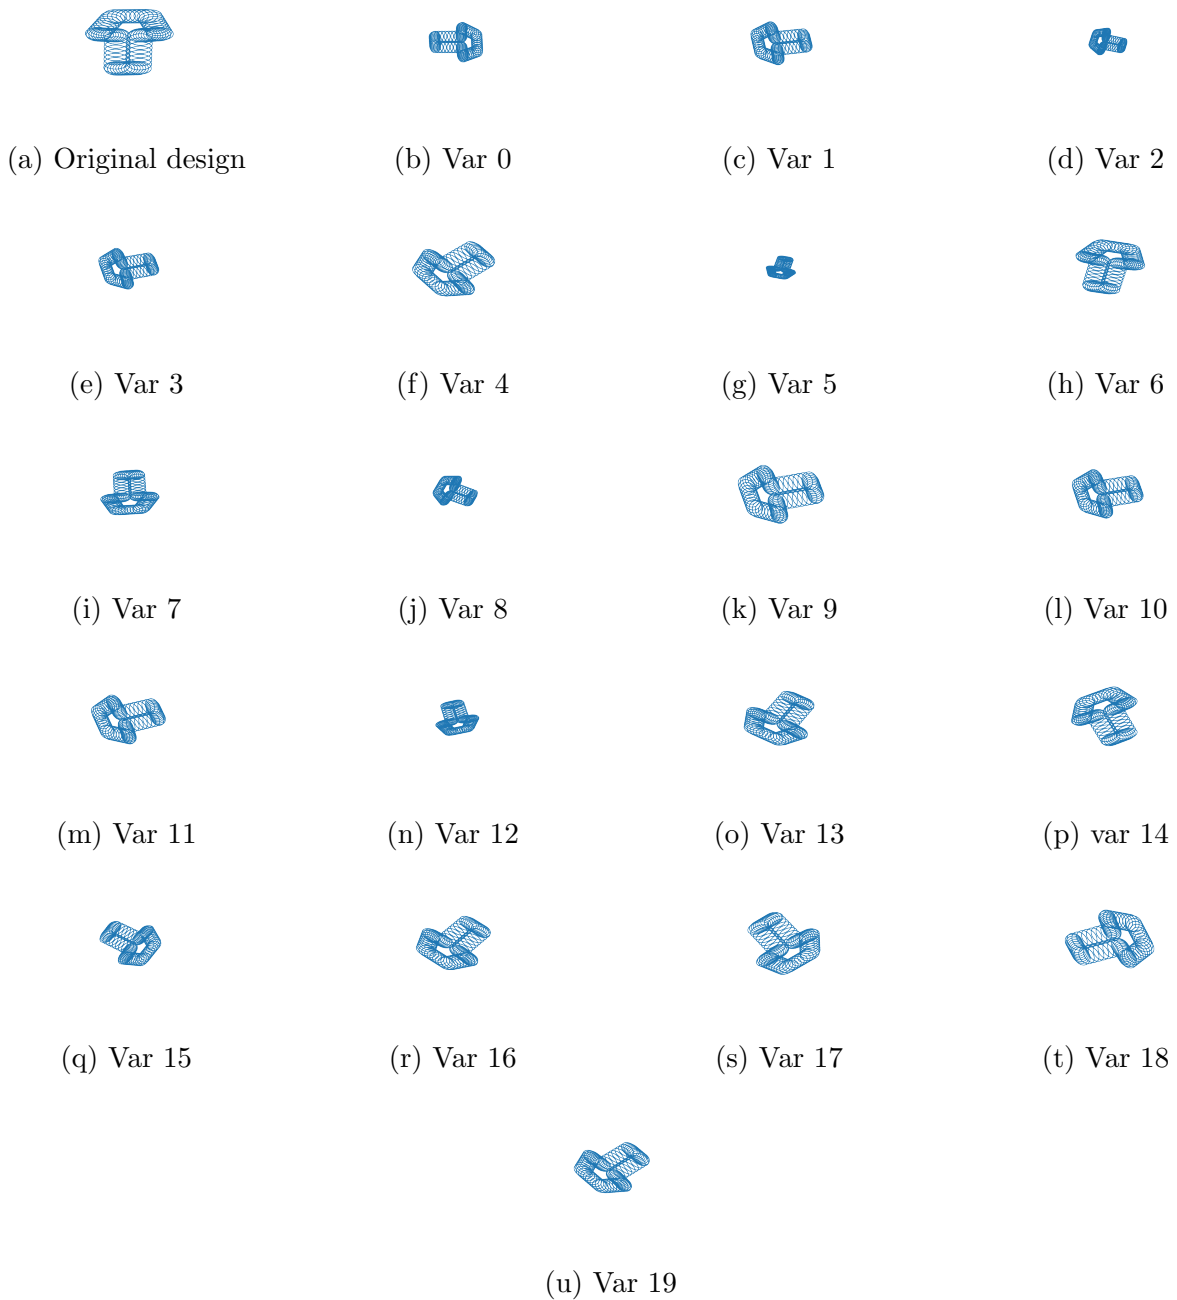 (a) Original design
(b) Var 0
(c) Var 1
(d) Var 2
(e) Var 3
(f) Var 4
(g) Var 5
(h) Var 6
(i) Var 7
(j) Var 8
(k) Var 9
(l) Var 10
(m) Var 11
(n) Var 12
(o) Var 13
(p) var 14
(q) Var 15
(r) Var 16
(s) Var 17
(t) Var 18
(u) Var 19